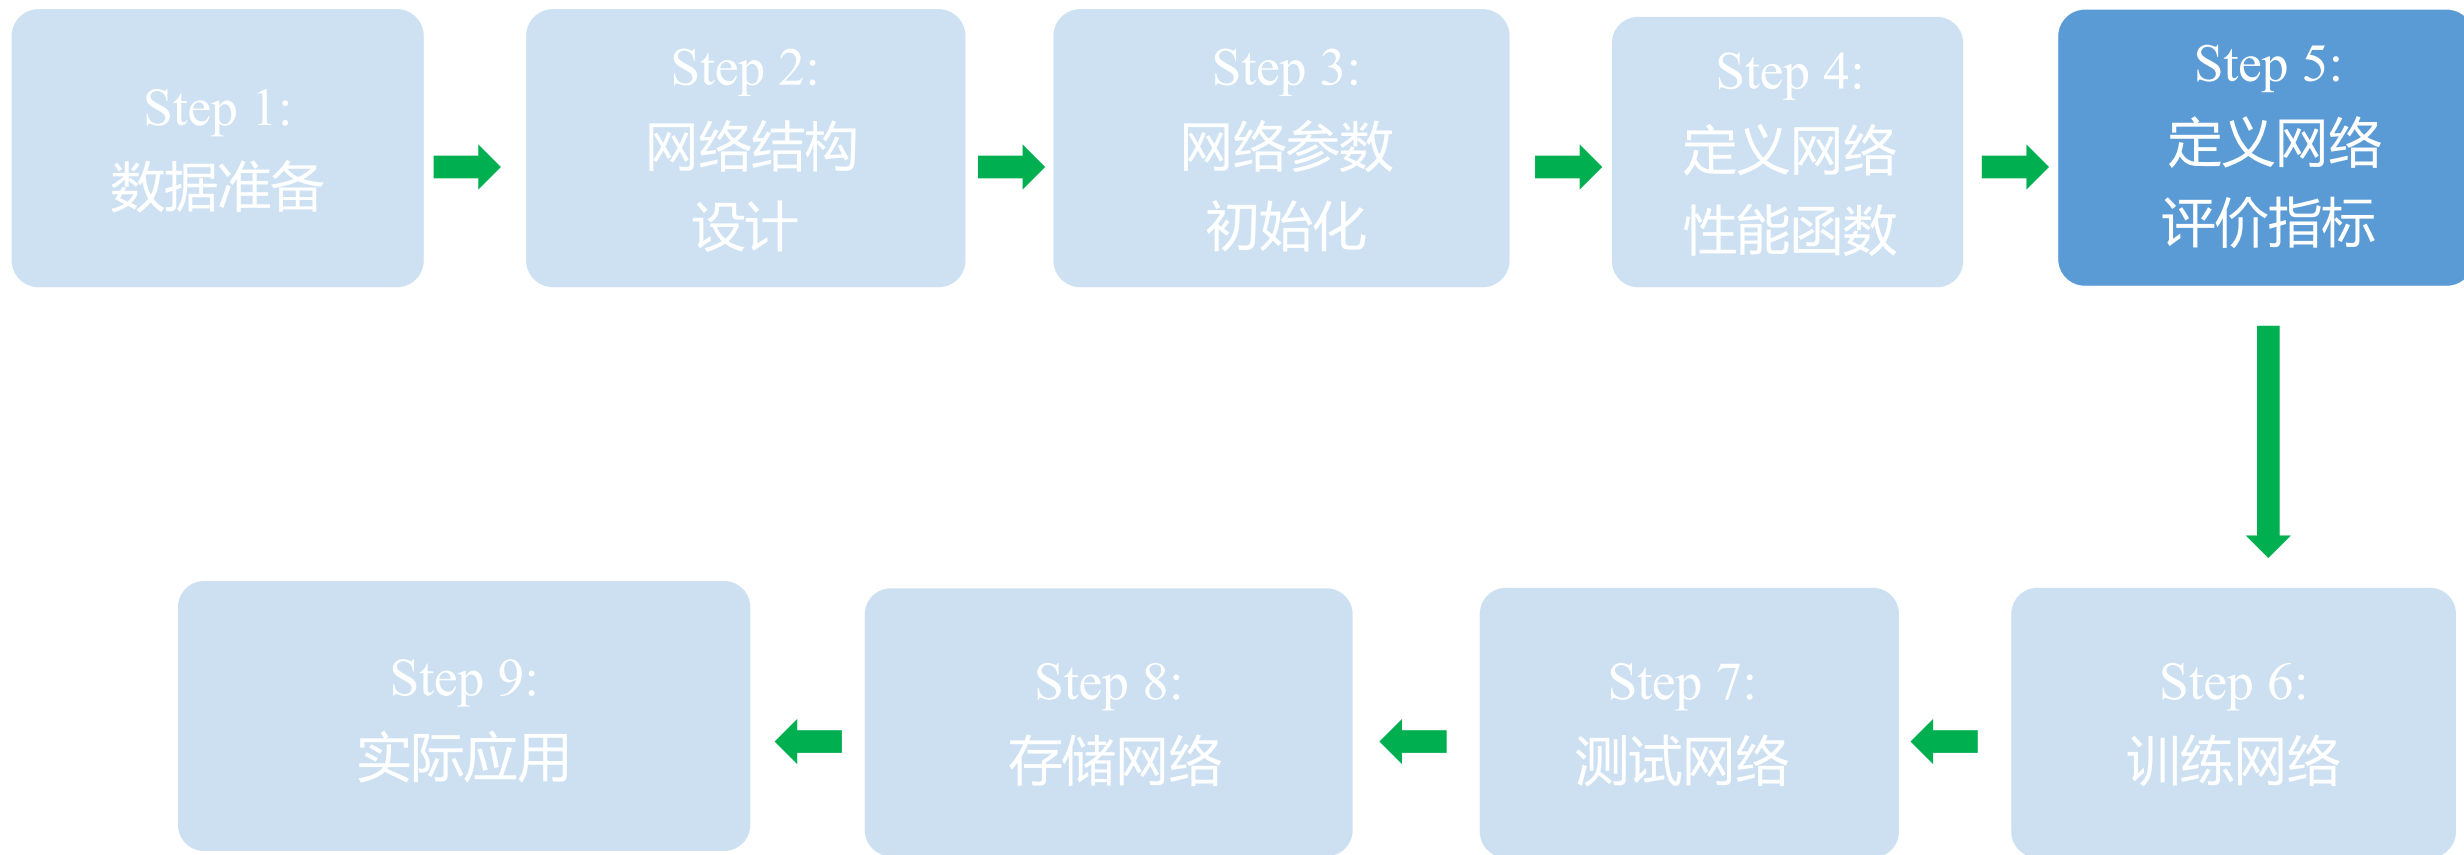 Step 1:
数据准备
Step 2:
网络结构
设计
Step 3:
网络参数
初始化
Step 4:
定义网络
性能函数
Step 5:
定义网络
评价指标
Step 6:
训练网络
Step 7:
测试网络
Step 8:
存储网络
Step 9:
实际应用